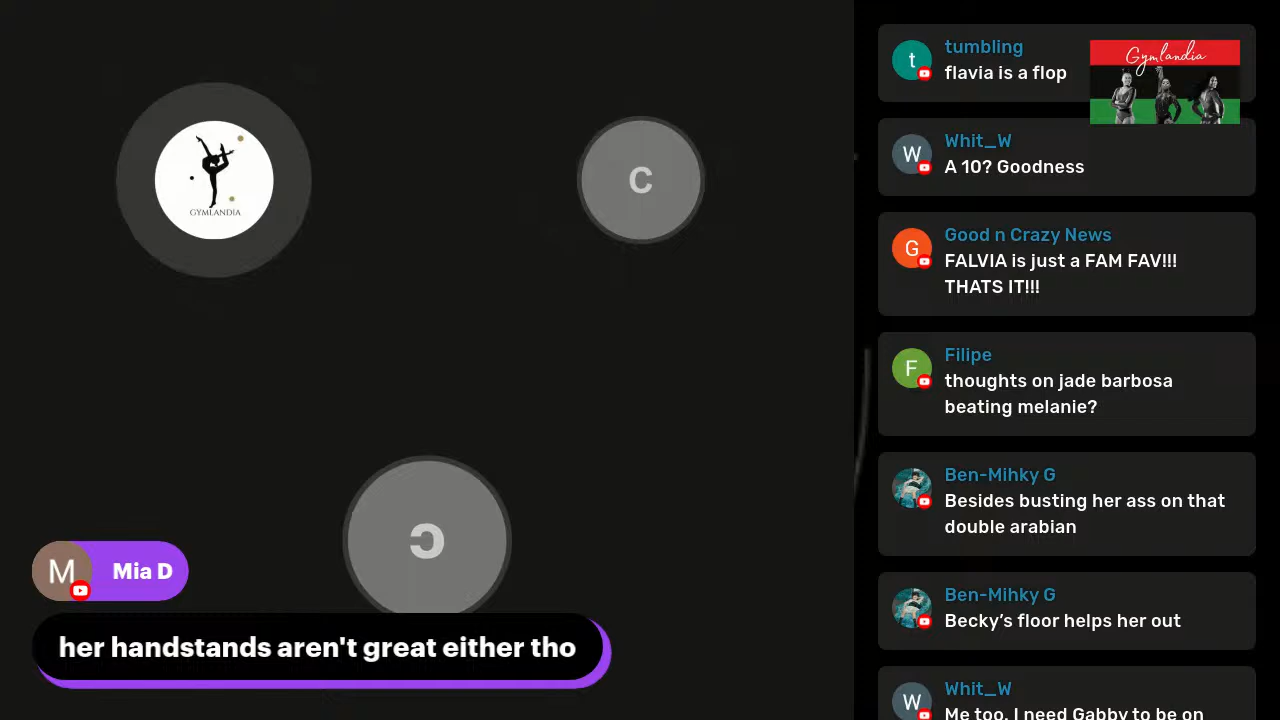 GYMLANDIA
C
ɔ
M
Mia D
her handstands aren't great either tho
t
tumbling
flavia is a flop
Gymlandia
W
Whit_W
A 10? Goodness
G
Good n Crazy News
FALVIA is just a FAM FAV!!!
THATS IT!!!
F
Filipe
thoughts on jade barbosa
beating melanie?
Ben-Mihky G
Besides busting her ass on that
double arabian
Ben-Mihky G
Becky’s floor helps her out
W
Whit_W
Me too. I need Gabby to be on